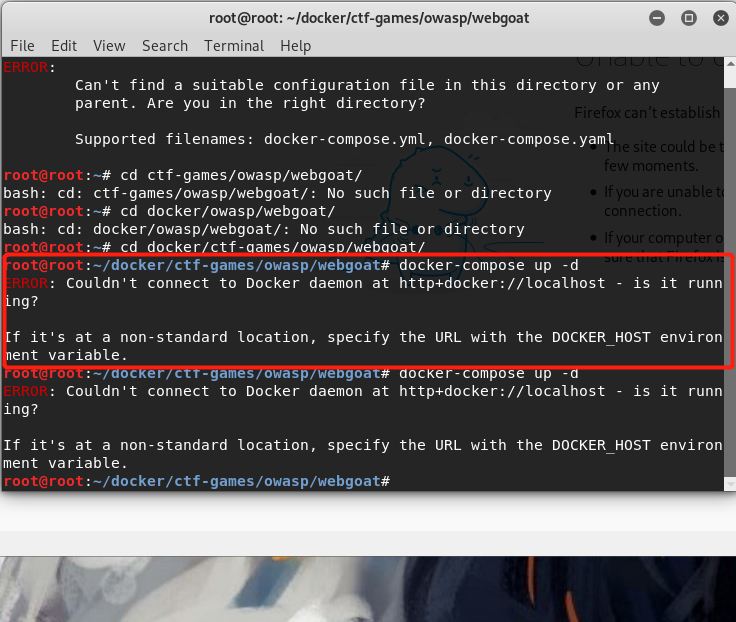 root@root: ~/docker/ctf-games/owasp/webgoat
File Edit View Search Terminal Help
ERROR:
Can't find a suitable configuration file in this directory or any
parent. Are you in the right directory?
Supported filenames: docker-compose.yml, docker-compose.yaml
root@root:~# cd ctf-games/owasp/webgoat/
bash: cd: ctf-games/owasp/webgoat/: No such file or directory
root@root:~# cd docker/owasp/webgoat/
bash: cd: docker/owasp/webgoat/: No such file or directory
root@root:~# cd docker/ctf-games/owasp/webgoat/
root@root:~/docker/ctf-games/owasp/webgoat# docker-compose up -d
ERROR: Couldn't connect to Docker daemon at http+docker://localhost - is it runn
ing?
If it's at a non-standard location, specify the URL with the DOCKER_HOST environ
ment variable.
root@root:~/docker/ctf-games/owasp/webgoat# docker-compose up -d
ERROR: Couldn't connect to Docker daemon at http+docker://localhost - is it runn
ing?
If it's at a non-standard location, specify the URL with the DOCKER_HOST environ
ment variable.
root@root:~/docker/ctf-games/owasp/webgoat#
Unable to
Firefox can't establish
The site could be t
few moments.
If you are unable to
connection.
If your computer o
sure that Firefox is